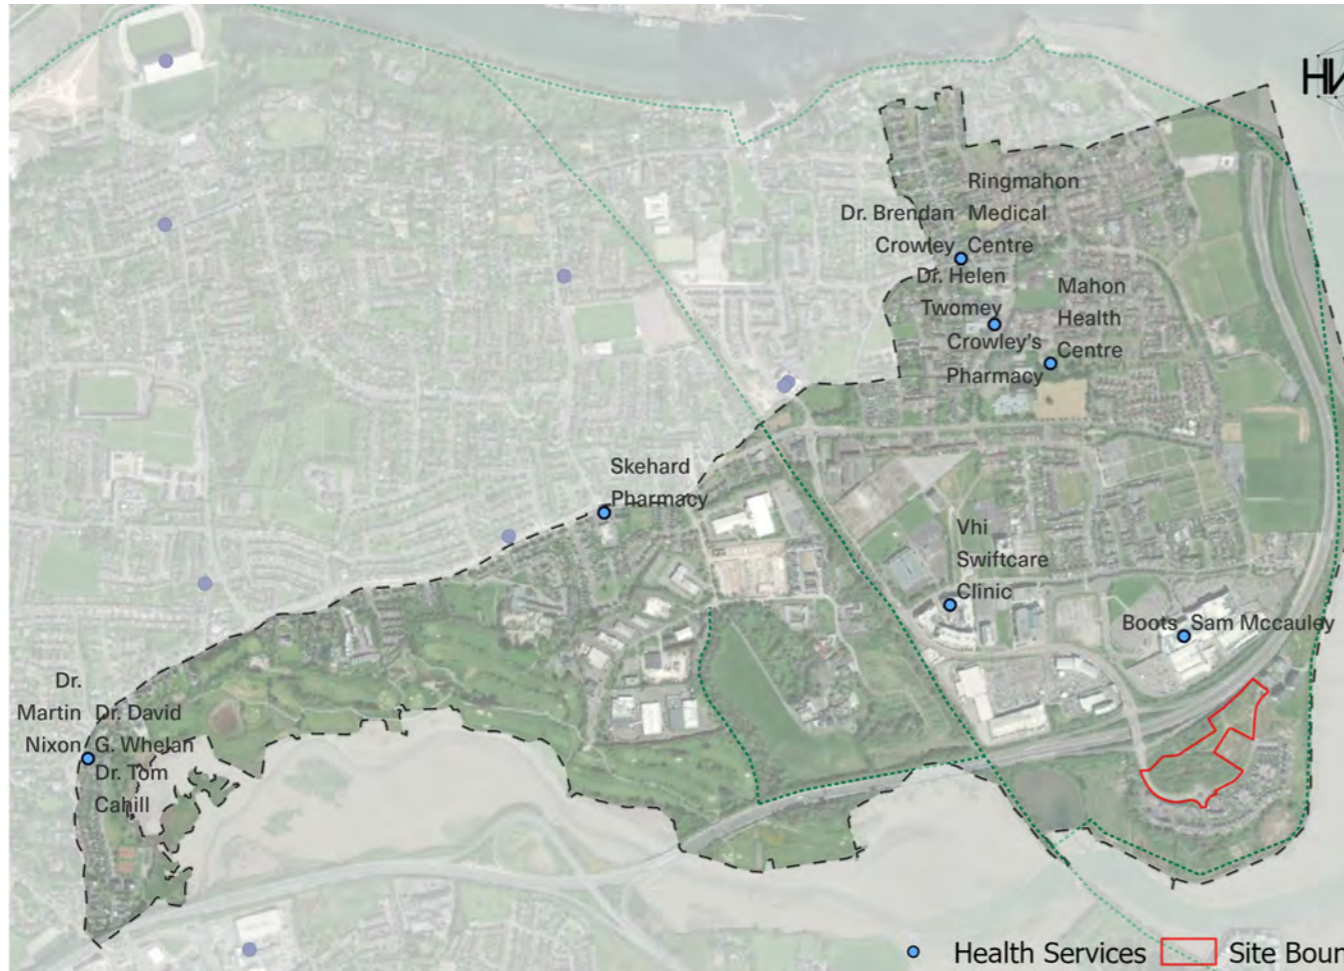 Ringmahon
Dr. Brendan Medical
Crowley Centre
Dr. Helen
Twomey
Mahon
Health
Centre
Crowley's
Pharmacy
Skehard
Pharmacy
Vhi
Swiftcare
Clinic
Boots Sam Mccauley
Dr.
Martin Dr. David
Nixon G. Whelan
Dr. Tom
Cahill
Health Services Site Boun